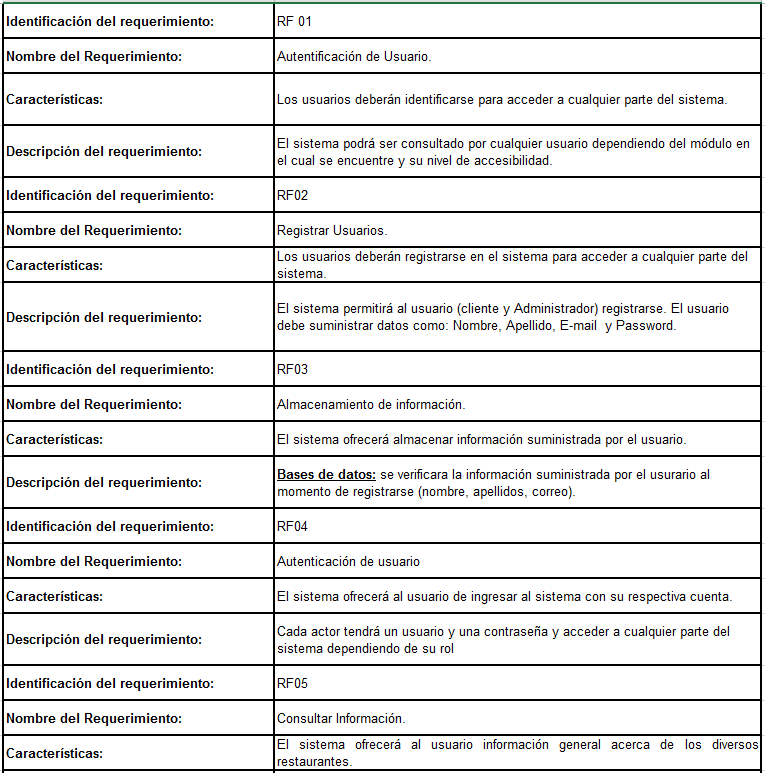 Identificación del requerimiento: RF 01
Nombre del Requerimiento: Autentificación de Usuario.
Características: Los usuarios deberán identificarse para acceder a cualquier parte del sistema.
Descripción del requerimiento: El sistema podrá ser consultado por cualquier usuario dependiendo del módulo en
el cual se encuentre y su nivel de accesibilidad.
Identificación del requerimiento: RF02
Nombre del Requerimiento: Registrar Usuarios.
Características: Los usuarios deberán registrarse en el sistema para acceder a cualquier parte del
sistema.
Descripción del requerimiento: El sistema permitirá al usuario (cliente y Administrador) registrarse. El usuario
debe suministrar datos como: Nombre, Apellido, E-mail  y Password.
Identificación del requerimiento: RF03
Nombre del Requerimiento: Almacenamiento de información.
Características: El sistema ofrecerá almacenar información suministrada por el usuario.
Descripción del requerimiento: Bases de datos: se verificara la información suministrada por el usurario al
momento de registrarse (nombre, apellidos, correo).
Identificación del requerimiento: RF04
Nombre del Requerimiento: Autenticación de usuario
Características: El sistema ofrecerá al usuario de ingresar al sistema con su respectiva cuenta.
Descripción del requerimiento: Cada actor tendrá un usuario y una contraseña y acceder a cualquier parte del
sistema dependiendo de su rol
Identificación del requerimiento: RF05
Nombre del Requerimiento: Consultar Información.
Características: El sistema ofrecerá al usuario información general acerca de los diversos
restaurantes.